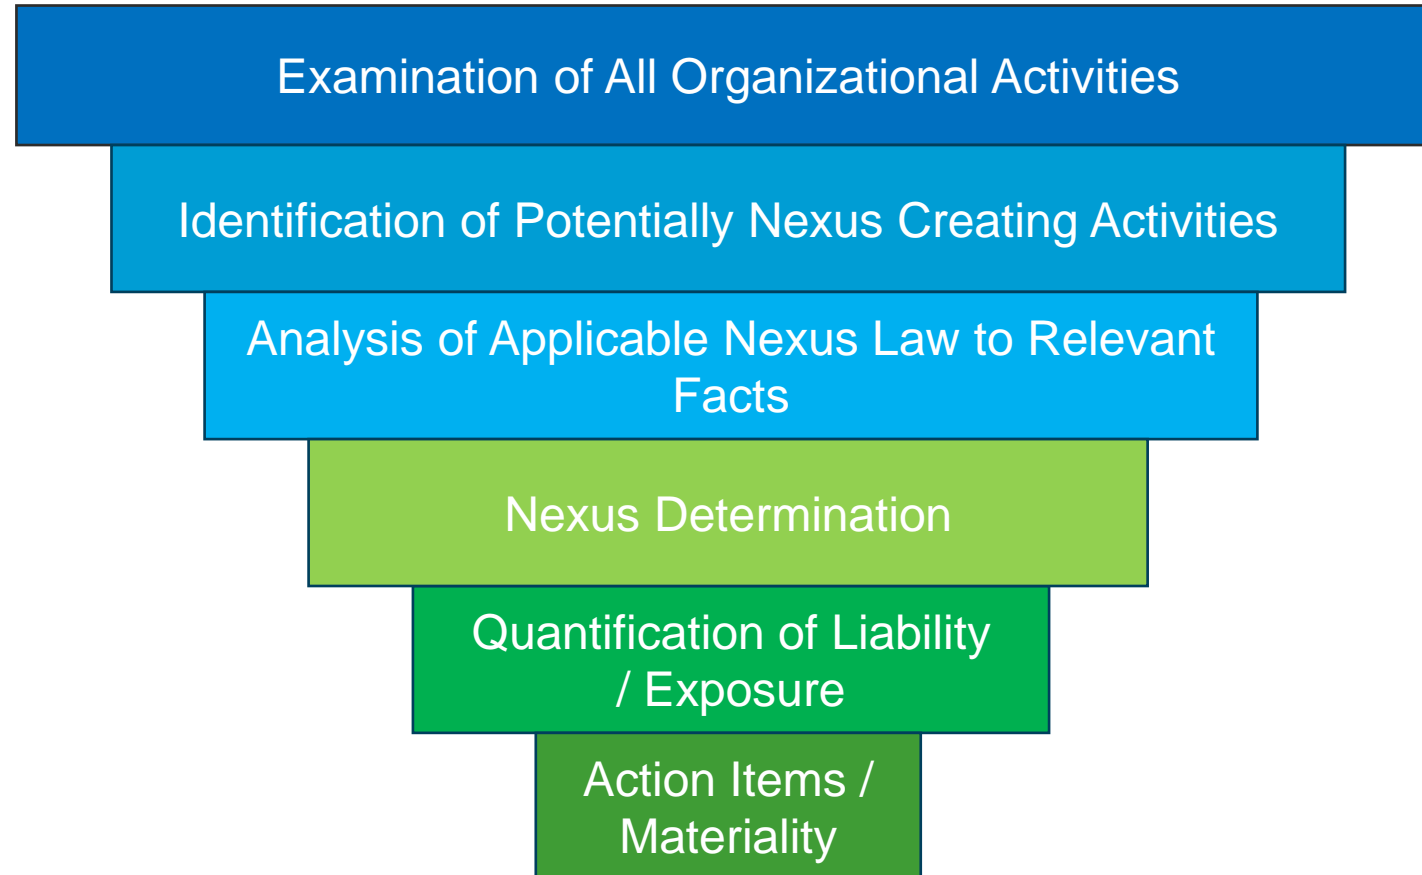 Examination of All Organizational Activities
Identification of Potentially Nexus Creating Activities
Analysis of Applicable Nexus Law to Relevant
Facts
Nexus Determination
Quantification of Liability
/ Exposure
Action Items /
Materiality